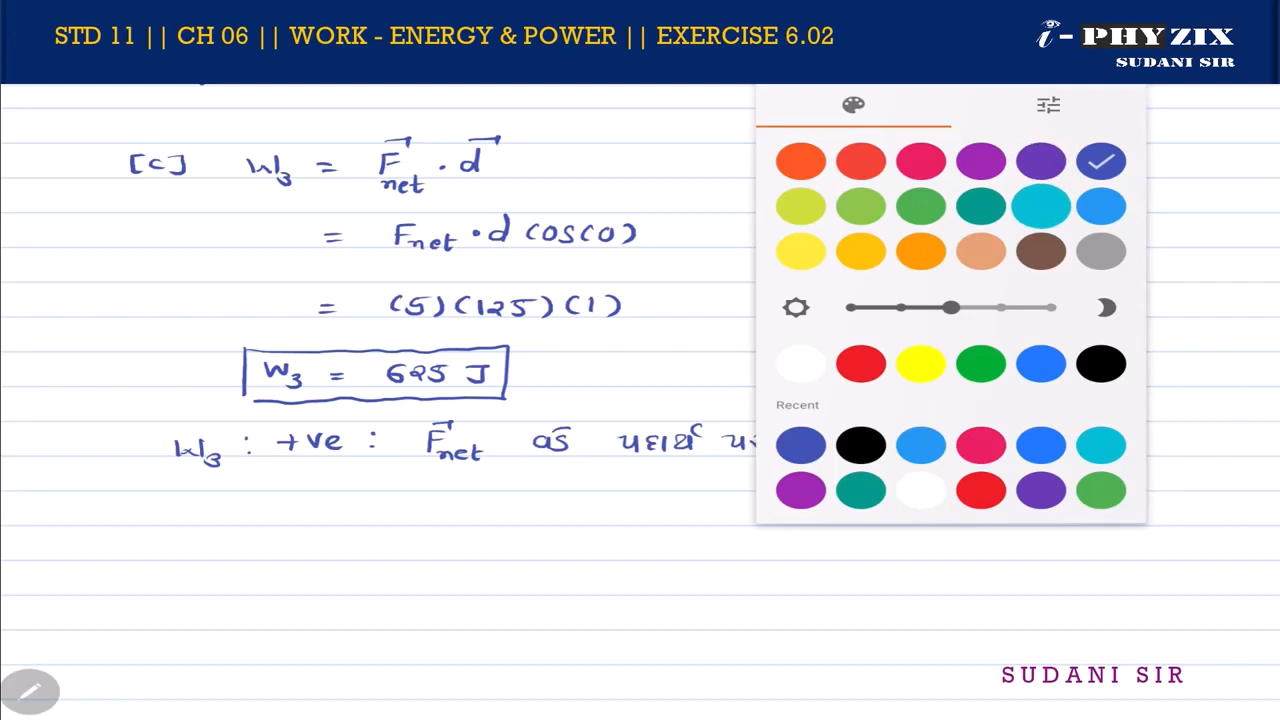 STD 11 || CH 06 || WORK - ENERGY & POWER || EXERCISE 6.02
i - PHYZIX
SUDANI SIR
[c] W₃ = F⃗net · d⃗
= Fnet · d cos(0)
= (5)(125)(1)
W₃ = 625 J
W₃ : +ve : F⃗net વડે પદાર્થ
Recent
SUDANI SIR